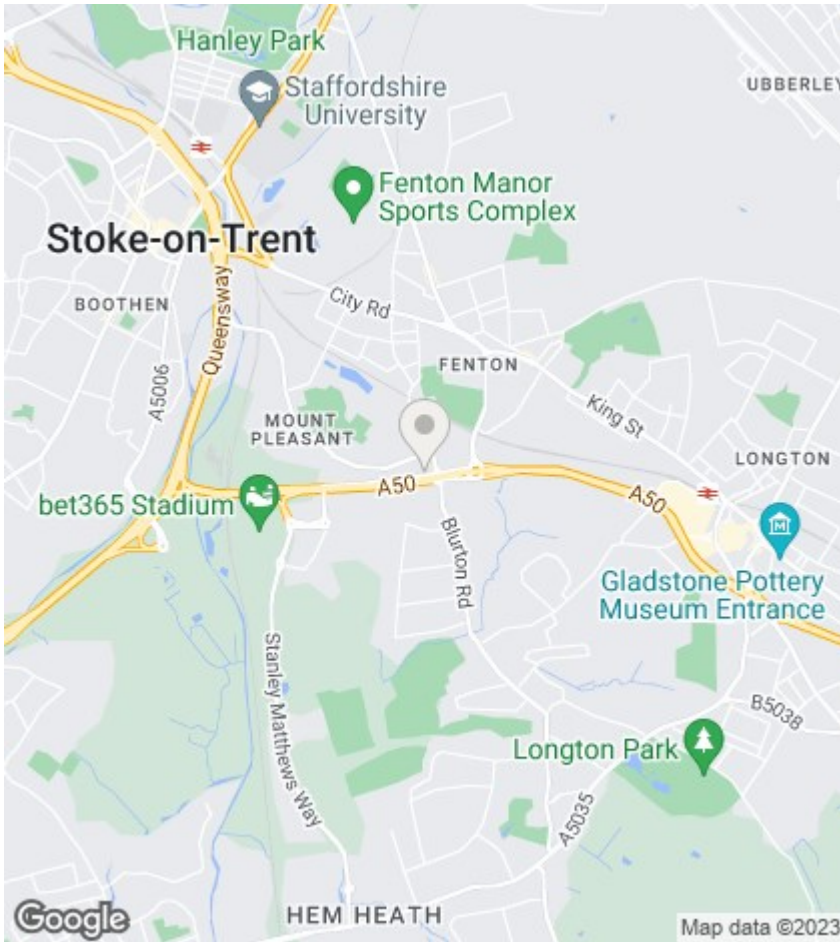 Hanley Park
Staffordshire
University
UBBERLEY
Fenton Manor
Sports Complex
Stoke-on-Trent
BOOTHEN
Queensway
City Rd
FENTON
A5006
King St
MOUNT
PLEASANT
LONGTON
bet365 Stadium
A50
A50
Blurton Rd
M
Gladstone Pottery
Museum Entrance
Stanley Matthews Way
B5038
Longton Park
A5035
HEM HEATH
Google
Map data ©2023